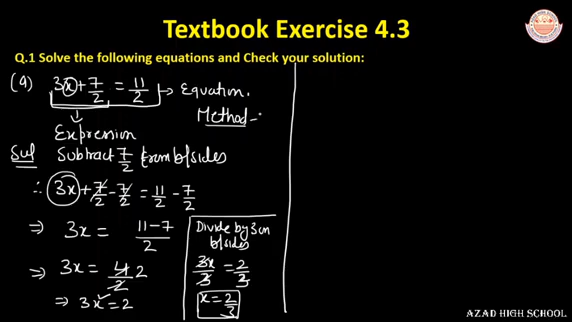 Textbook Exercise 4.3
Q.1 Solve the following equations and Check your solution:
(9) 3x + 7/2 = 11/2 → Equation.
Method -
Expression
Sol Subtract 7/2 from b/sides
∴ 3x + 7/2 - 7/2 = 11/2 - 7/2
⇒ 3x = 11-7/2
⇒ 3x = 4/2 2
⇒ 3x = 2
Divide by 3 on
b/sides
3x/3 = 2/3
x = 2/3
AZAD HIGH SCHOOL